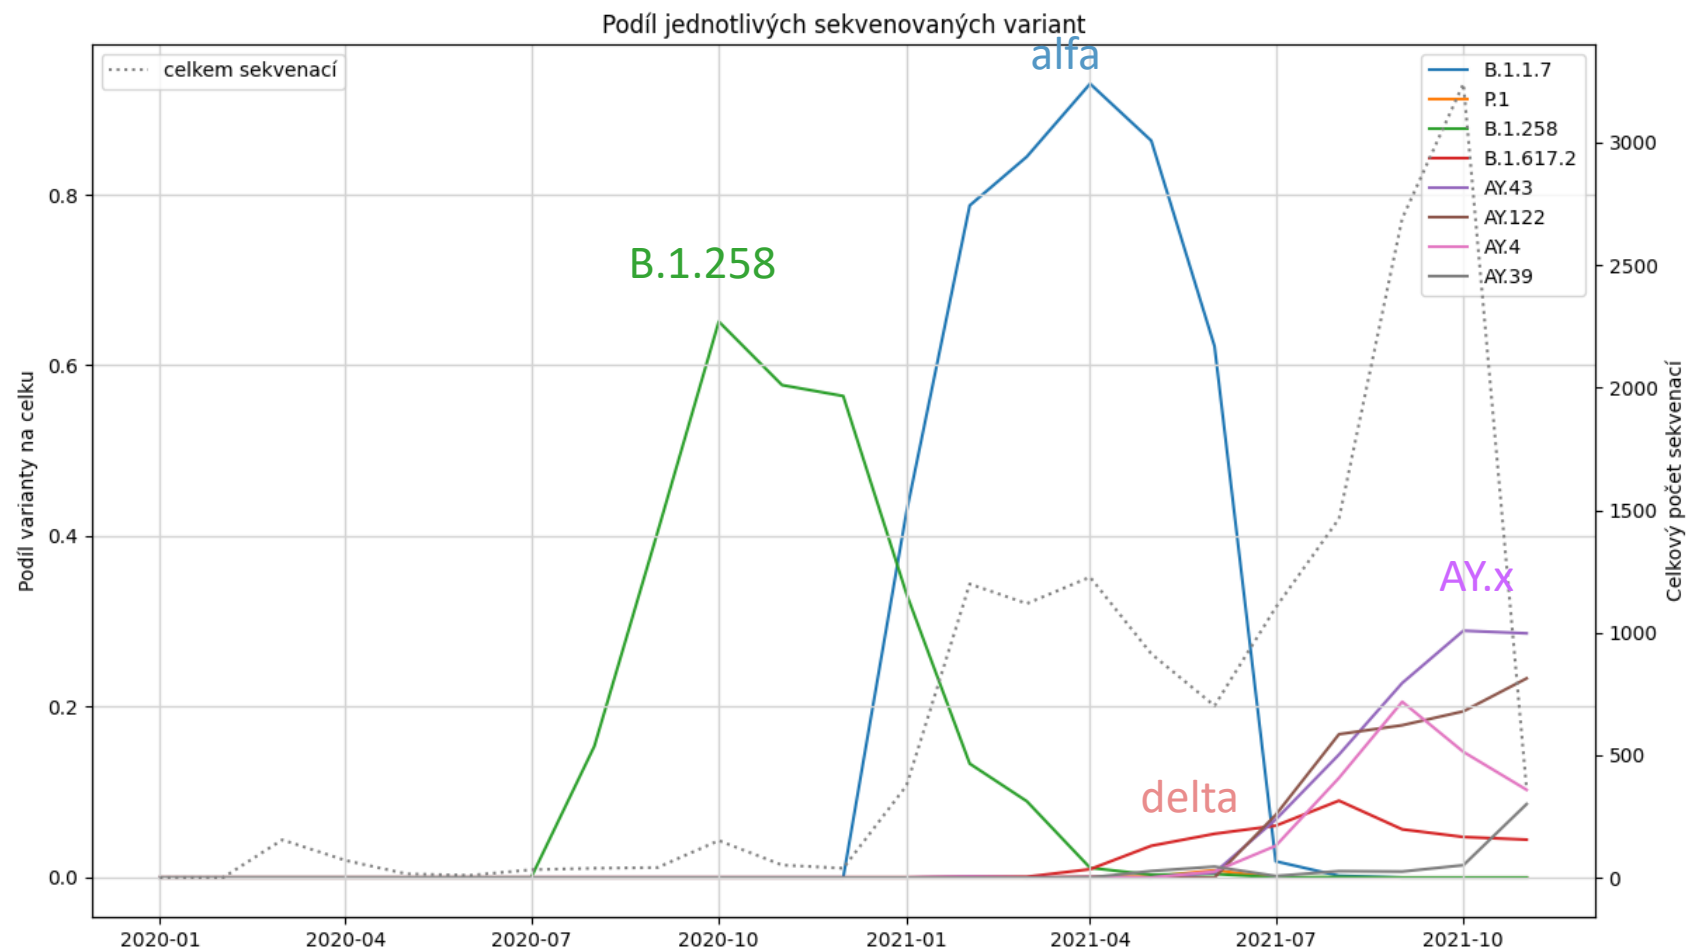 Podíl jednotlivých sekvenovaných variant
celkem sekvenací
alfa
B.1.1.7
P.1
B.1.258
B.1.617.2
AY.43
AY.122
AY.4
AY.39
B.1.258
AY.x
delta
Podíl varianty na celku
0.8
0.6
0.4
0.2
0.0
Celkový počet sekvenací
3000
2500
2000
1500
1000
500
0
2020-01 2020-04 2020-07 2020-10 2021-01 2021-04 2021-07 2021-10